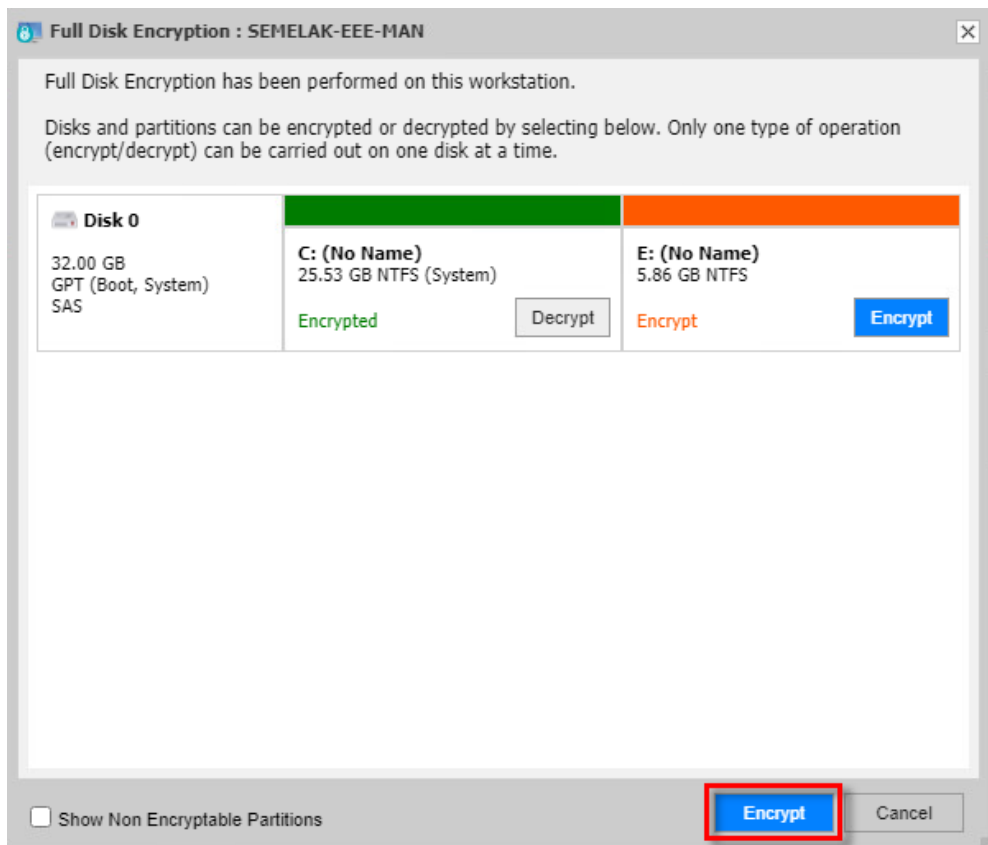 Full Disk Encryption : SEMELAK-EEE-MAN
Full Disk Encryption has been performed on this workstation.
Disks and partitions can be encrypted or decrypted by selecting below. Only one type of operation
(encrypt/decrypt) can be carried out on one disk at a time.
Disk 0
32.00 GB
GPT (Boot, System)
SAS
C: (No Name)
25.53 GB NTFS (System)
Encrypted
Decrypt
E: (No Name)
5.86 GB NTFS
Encrypt
Encrypt
Show Non Encryptable Partitions
Encrypt
Cancel